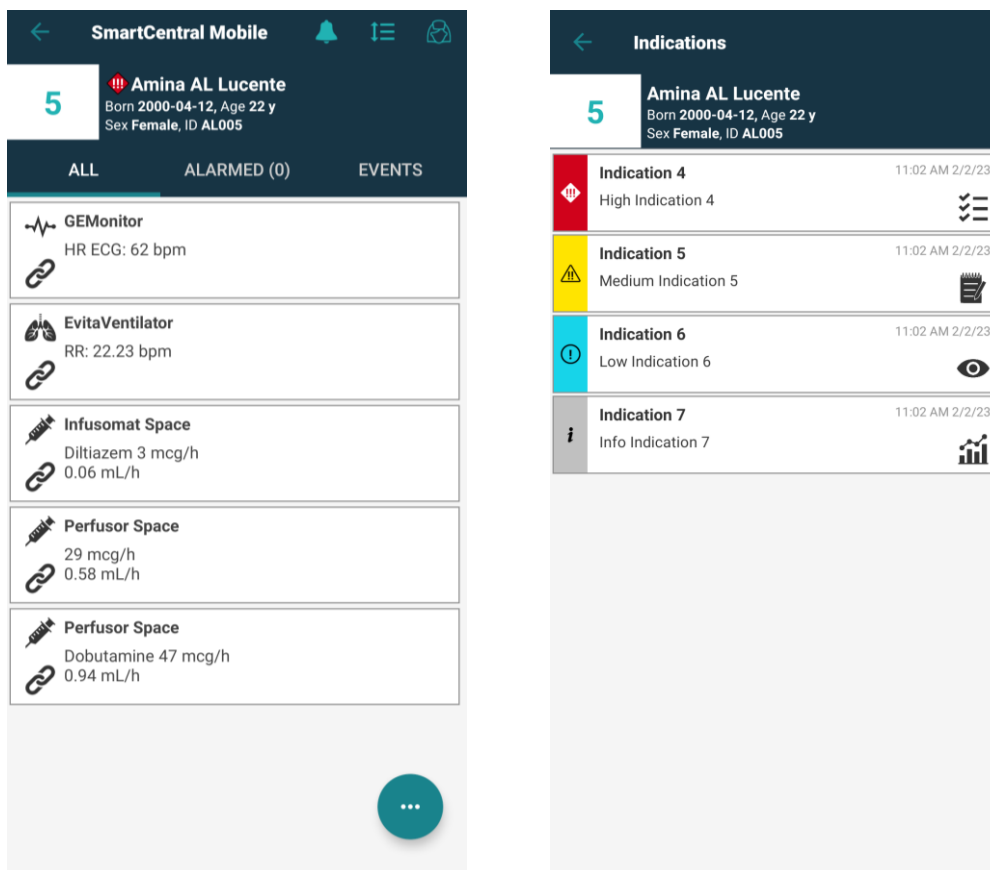 SmartCentral Mobile
5
Amina AL Lucente
Born 2000-04-12, Age 22 y
Sex Female, ID AL005
ALL
ALARMED (0)
EVENTS
GEMonitor
HR ECG: 62 bpm
EvitaVentilator
RR: 22.23 bpm
Infusomat Space
Diltiazem 3 mcg/h
0.06 mL/h
Perfusor Space
29 mcg/h
0.58 mL/h
Perfusor Space
Dobutamine 47 mcg/h
0.94 mL/h
Indications
5
Amina AL Lucente
Born 2000-04-12, Age 22 y
Sex Female, ID AL005
Indication 4
11:02 AM 2/2/23
High Indication 4
Indication 5
11:02 AM 2/2/23
Medium Indication 5
Indication 6
11:02 AM 2/2/23
Low Indication 6
Indication 7
11:02 AM 2/2/23
Info Indication 7